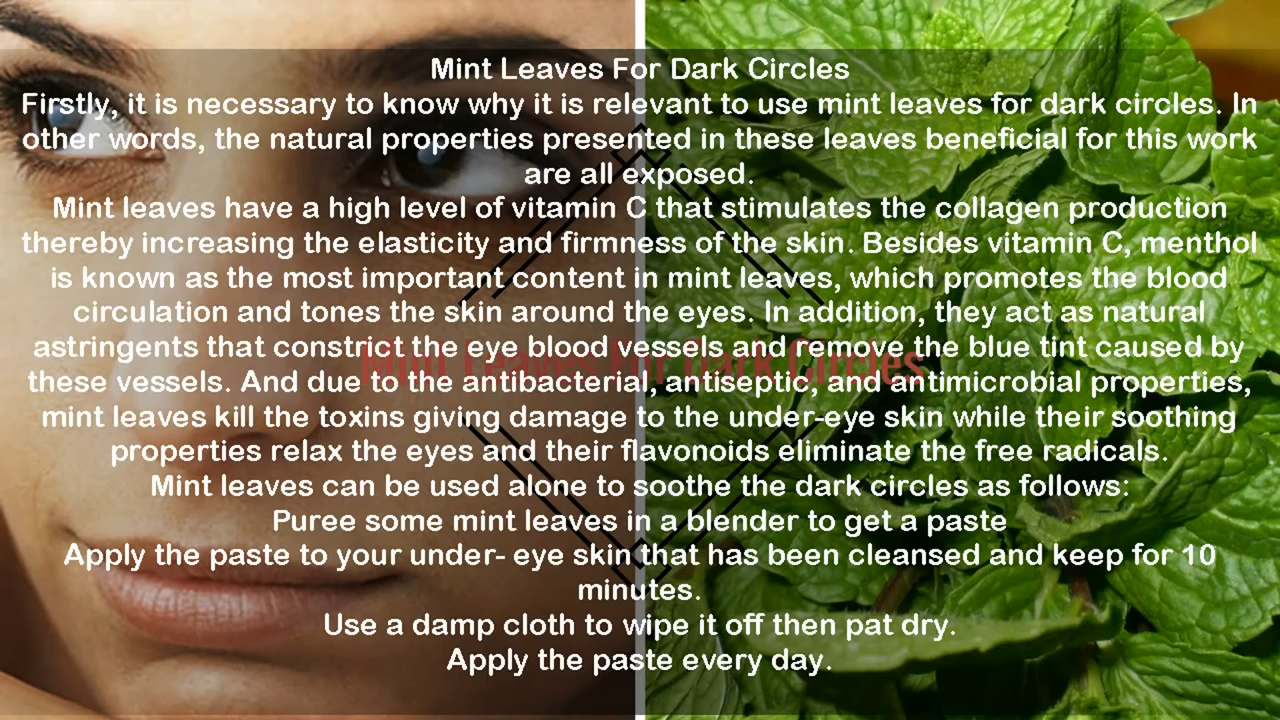 Mint Leaves For Dark Circles
Firstly, it is necessary to know why it is relevant to use mint leaves for dark circles. In
other words, the natural properties presented in these leaves beneficial for this work
are all exposed.
Mint leaves have a high level of vitamin C that stimulates the collagen production
thereby increasing the elasticity and firmness of the skin. Besides vitamin C, menthol
is known as the most important content in mint leaves, which promotes the blood
circulation and tones the skin around the eyes. In addition, they act as natural
astringents that constrict the eye blood vessels and remove the blue tint caused by
Mint Leaves For Dark Circles
these vessels. And due to the antibacterial, antiseptic, and antimicrobial properties,
mint leaves kill the toxins giving damage to the under-eye skin while their soothing
properties relax the eyes and their flavonoids eliminate the free radicals.
Mint leaves can be used alone to soothe the dark circles as follows:
Puree some mint leaves in a blender to get a paste
Apply the paste to your under- eye skin that has been cleansed and keep for 10
minutes.
Use a damp cloth to wipe it off then pat dry.
Apply the paste every day.